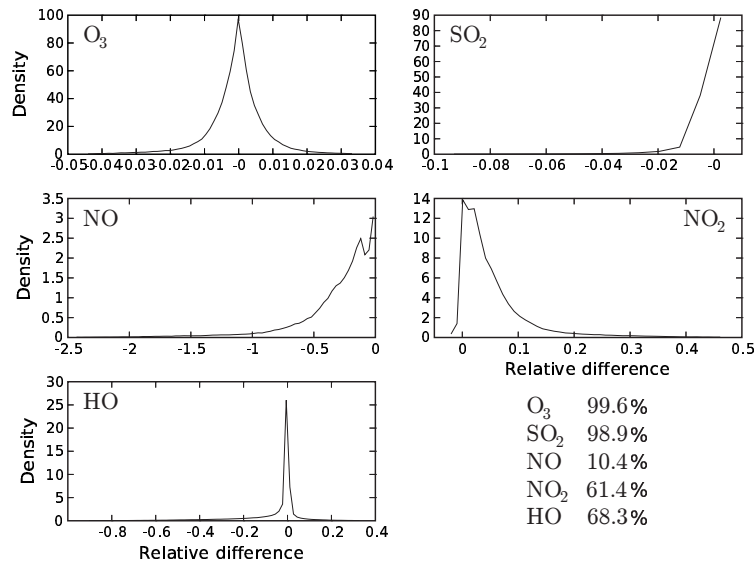 O3
Density
100
80
60
40
20
0
-0.05 -0.04 -0.03 -0.02 -0.01 -0 0.01 0.02 0.03 0.04
SO2
90
80
70
60
50
40
30
20
10
0
-0.1 -0.08 -0.06 -0.04 -0.02 -0
NO
Density
3.5
3
2.5
2
1.5
1
0.5
0
-2.5 -2 -1.5 -1 -0.5 0
NO2
14
12
10
8
6
4
2
0
0 0.1 0.2 0.3 0.4 0.5
Relative difference
HO
Density
30
25
20
15
10
5
0
-0.8 -0.6 -0.4 -0.2 0 0.2 0.4
Relative difference
O3 99.6%
SO2 98.9%
NO 10.4%
NO2 61.4%
HO 68.3%